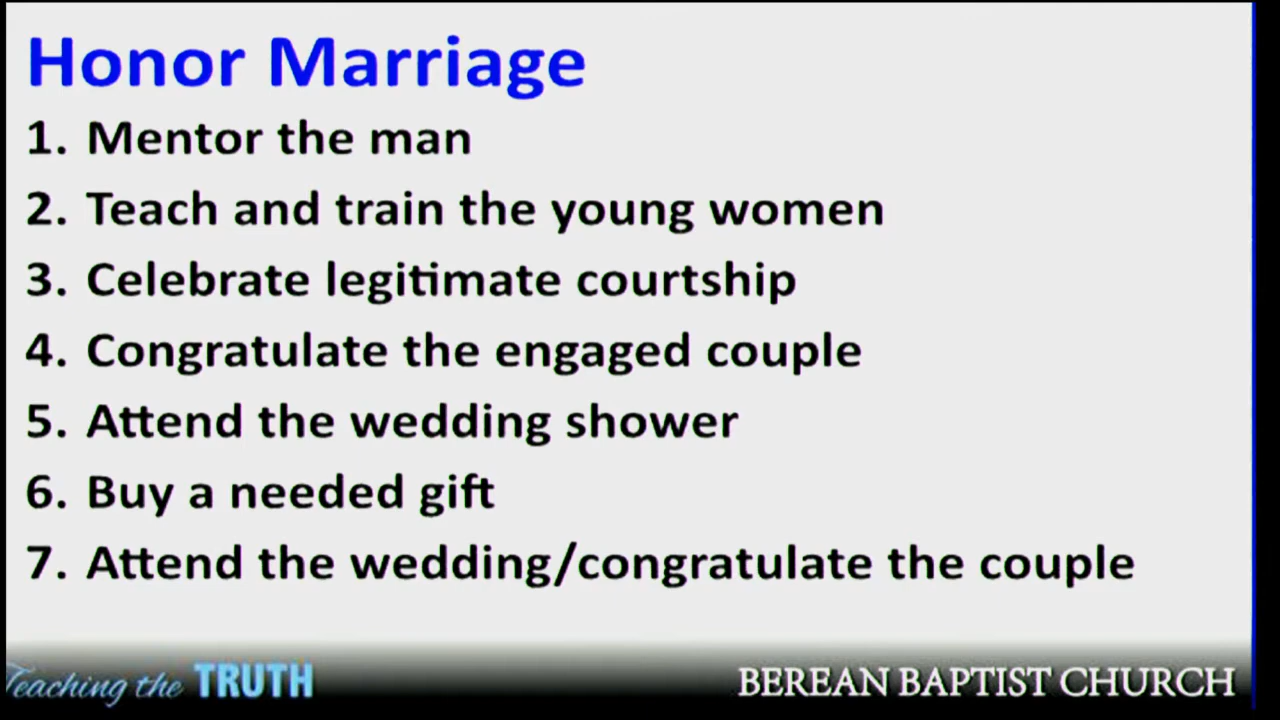 Honor Marriage
1. Mentor the man
2. Teach and train the young women
3. Celebrate legitimate courtship
4. Congratulate the engaged couple
5. Attend the wedding shower
6. Buy a needed gift
7. Attend the wedding/congratulate the couple
Teaching the TRUTH
BEREAN BAPTIST CHURCH